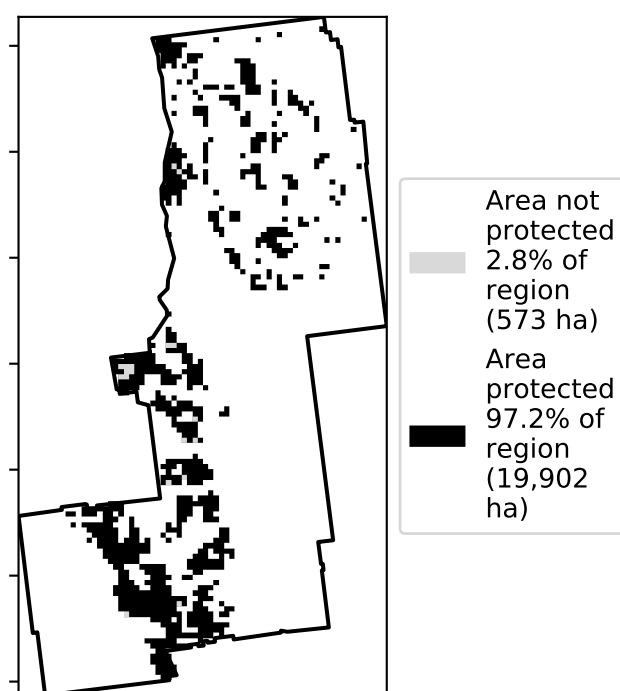 Area not
protected
2.8% of
region
(573 ha)
Area
protected
97.2% of
region
(19,902
ha)